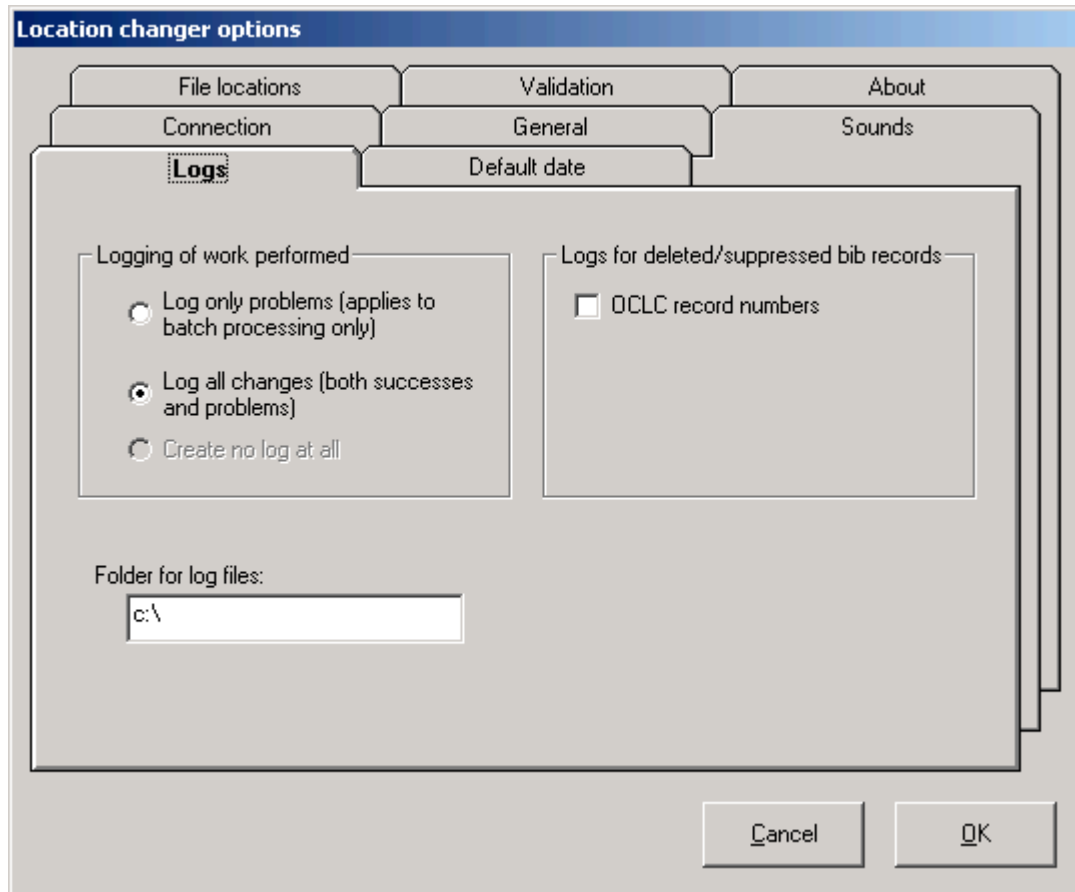 Location changer options
File locations
Validation
About
Connection
General
Sounds
Logs
Default date
Logging of work performed
Log only problems (applies to
batch processing only)
Log all changes (both successes
and problems)
Create no log at all
Logs for deleted/suppressed bib records
OCLC record numbers
Folder for log files:
c:\
Cancel
OK